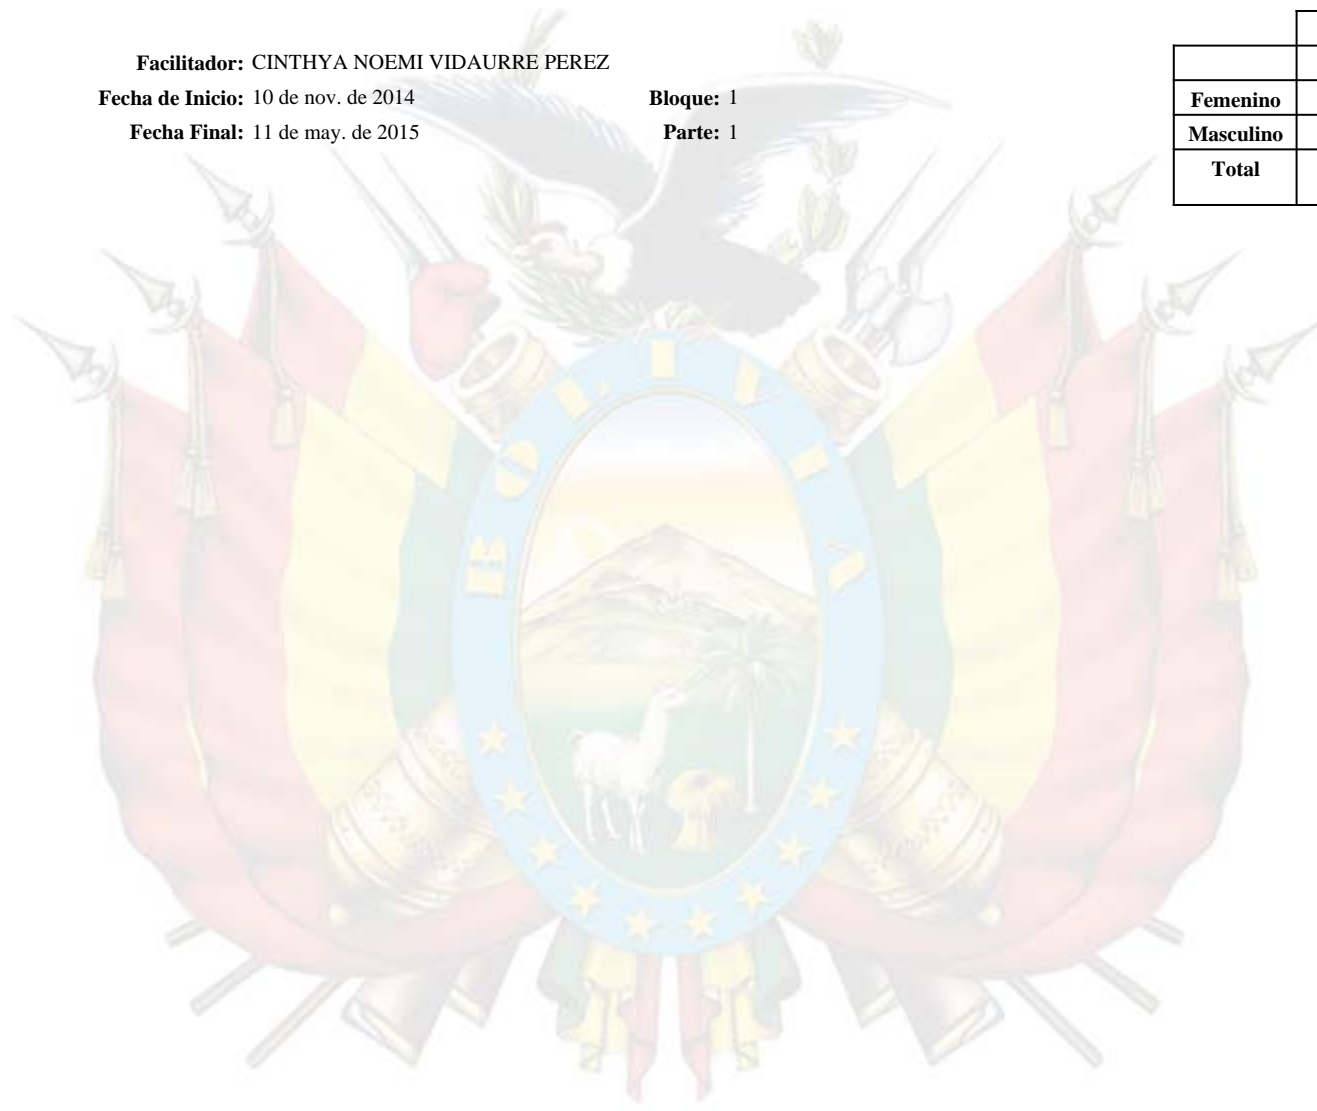 Facilitador: CINTHYA NOEMI VIDAURRE PEREZ
Fecha de Inicio: 10 de nov. de 2014 Bloque: 1
Fecha Final: 11 de may. de 2015 Parte: 1
Femenino
Masculino
Total
BOLIVIA